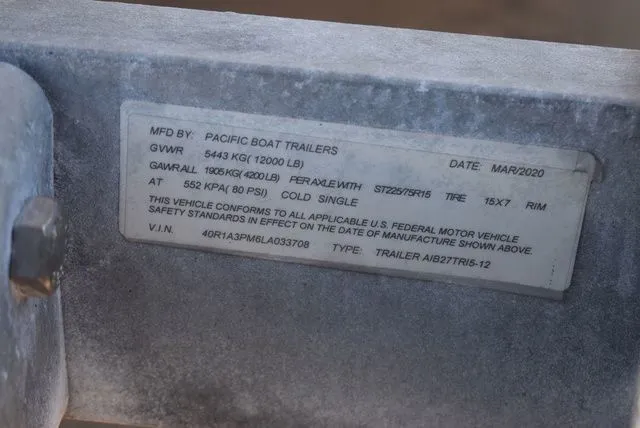 MFD BY: PACIFIC BOAT TRAILERS DATE: MAR/2020
GVWR 5443 KG( 12000 LB)
GAWRALL 1905 KG( 4200 LB) PER AXLE WITH ST225/75R15 TIRE 15X7 RIM
AT 552 KPA( 80 PSI) COLD SINGLE
THIS VEHICLE CONFORMS TO ALL APPLICABLE U.S. FEDERAL MOTOR VEHICLE
SAFETY STANDARDS IN EFFECT ON THE DATE OF MANUFACTURE SHOWN ABOVE.
V.I.N. 40R1A3PM6LA033708 TYPE: TRAILER AIB27TRI5-12